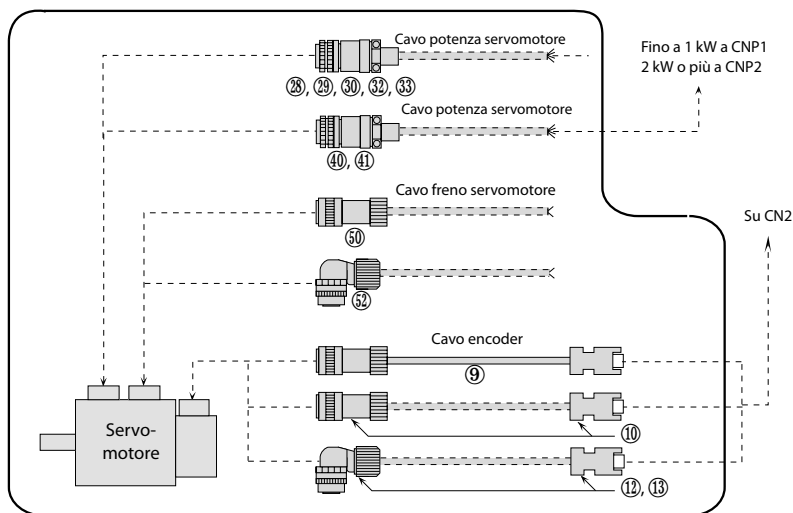 Cavo potenza servomotore
Fino a 1 kW a CNP1
2 kW o più a CNP2
㉘, ㉙, ㉚, ㉜, ㉝
Cavo potenza servomotore
㊵, ㊶
Cavo freno servomotore
㊿
Su CN2
52
Cavo encoder
⑨
⑩
Servo-
motore
⑫, ⑬